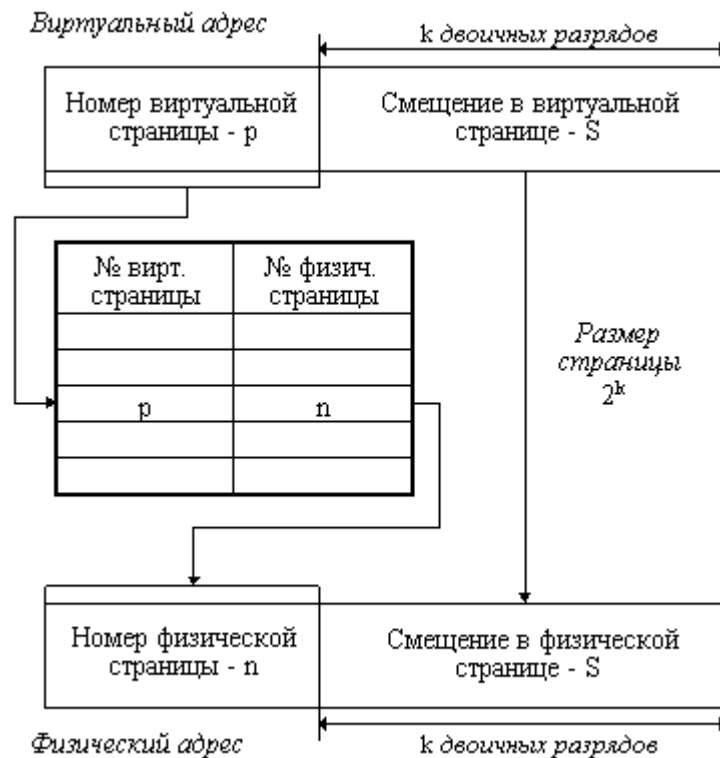 Виртуальный адрес
k двоичных разрядов
Номер виртуальной
страницы - p
Смещение в виртуальной
странице - S
№ вирт.
страницы
№ физич.
страницы
Размер
страницы
2ᵏ
p
n
Номер физической
страницы - n
Смещение в физической
странице - S
Физический адрес
k двоичных разрядов